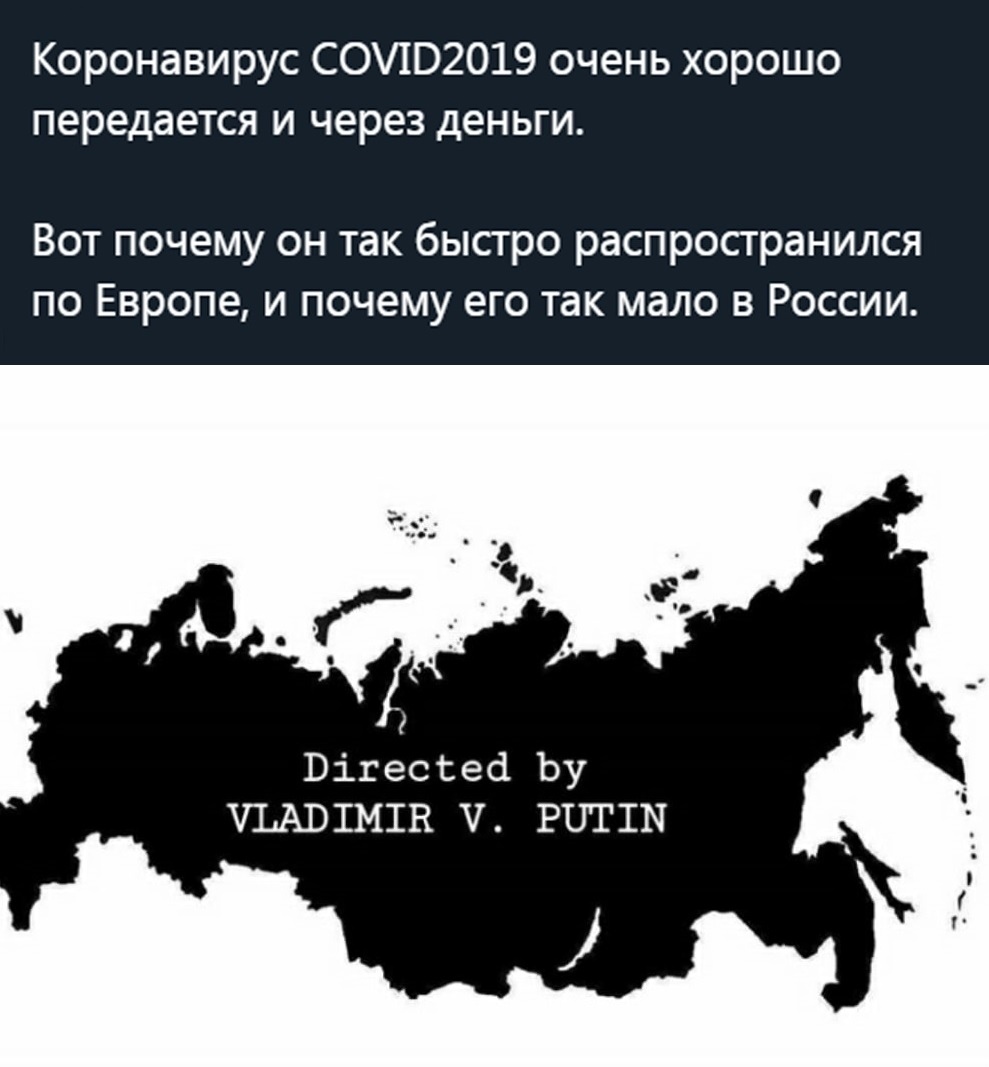 Коронавирус COVID2019 очень хорошо
передается и через деньги.
Вот почему он так быстро распространился
по Европе, и почему его так мало в России.
Directed by
VLADIMIR V. PUTIN